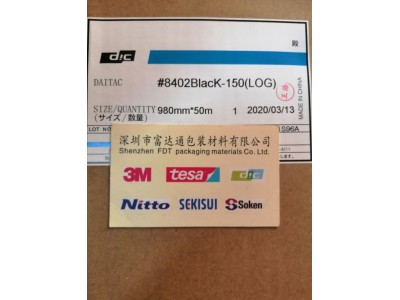 殿
dic
DAITAC #8402BlacK-150(LOG)
SIZE/QUANTITY 980mm*50m 1 2020/03/13
(サイズ/数量)
MADE IN CHINA
LOT NO
S96A
深圳市富达通包装材料有限公司
Shenzhen FDT packaging materials Co. Ltd.
3M tesa dic
Nitto SEKISUI Soken